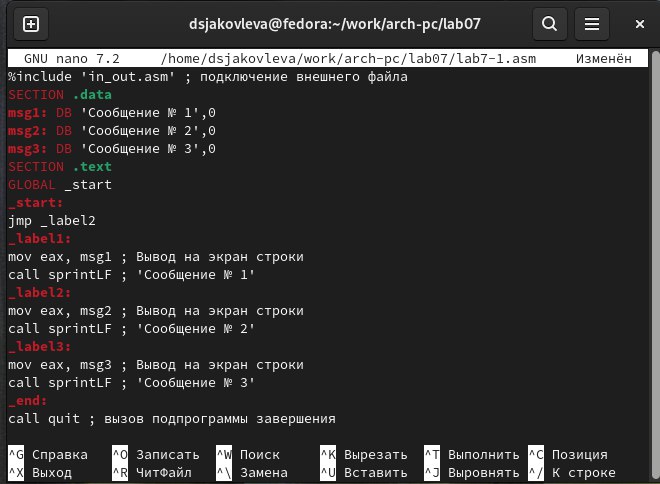 dsjakovleva@fedora:~/work/arch-pc/lab07
GNU nano 7.2 /home/dsjakovleva/work/arch-pc/lab07/lab7-1.asm Изменён
%include 'in_out.asm' ; подключение внешнего файла
SECTION .data
msg1: DB 'Сообщение № 1',0
msg2: DB 'Сообщение № 2',0
msg3: DB 'Сообщение № 3',0
SECTION .text
GLOBAL _start
_start:
jmp _label2
_label1:
mov eax, msg1 ; Вывод на экран строки
call sprintLF ; 'Сообщение № 1'
_label2:
mov eax, msg2 ; Вывод на экран строки
call sprintLF ; 'Сообщение № 2'
_label3:
mov eax, msg3 ; Вывод на экран строки
call sprintLF ; 'Сообщение № 3'
_end:
call quit ; вызов подпрограммы завершения
^G Справка ^O Записать ^W Поиск ^K Вырезать ^T Выполнить ^C Позиция
^X Выход ^R ЧитФайл ^\ Замена ^U Вставить ^J Выровнять ^/ К строке